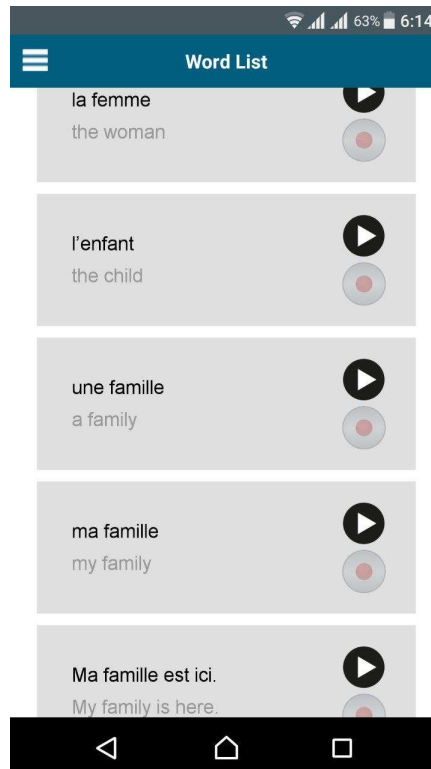 63% 6:14
Word List
la femme
the woman
l'enfant
the child
une famille
a family
ma famille
my family
Ma famille est ici.
My family is here.